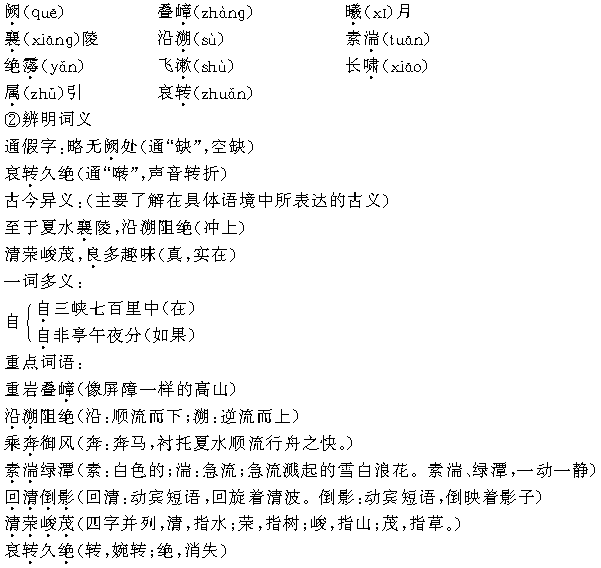 阙(quē) 叠嶂(zhàng) 曦(xī)月
襄(xiāng)陵 沿溯(sù) 素湍(tuān)
绝𪩘(yǎn) 飞漱(shù) 长啸(xiāo)
属(zhǔ)引 哀转(zhuǎn)
②辨明词义
通假字:略无阙处(通“缺”,空缺)
哀转久绝(通“啭”,声音转折)
古今异义:(主要了解在具体语境中所表达的古义)
至于夏水襄陵,沿溯阻绝(冲上)
清荣峻茂,良多趣味(真,实在)
一词多义:
自
自三峡七百里中(在)
自非亭午夜分(如果)
重点词语:
重岩叠嶂(像屏障一样的高山)
沿溯阻绝(沿:顺流而下;溯:逆流而上)
乘奔御风(奔:奔马,衬托夏水顺流行舟之快。)
素湍绿潭(素:白色的;湍:急流;急流溅起的雪白浪花。素湍、绿潭,一动一静)
回清倒影(回清:动宾短语,回旋着清波。倒影:动宾短语,倒映着影子)
清荣峻茂(四字并列,清,指水;荣,指树;峻,指山;茂,指草。)
哀转久绝(转,婉转;绝,消失)